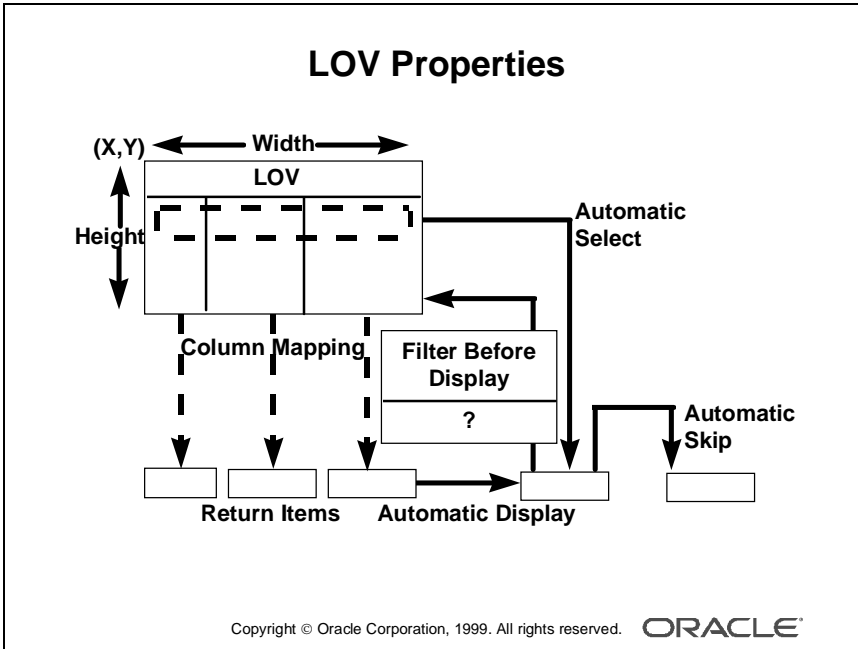 LOV Properties
(X,Y)
Width
LOV
Height
Automatic
Select
Column Mapping
Filter Before
Display
?
Automatic
Skip
Return Items
Automatic Display
Copyright © Oracle Corporation, 1999. All rights reserved.
ORACLE®